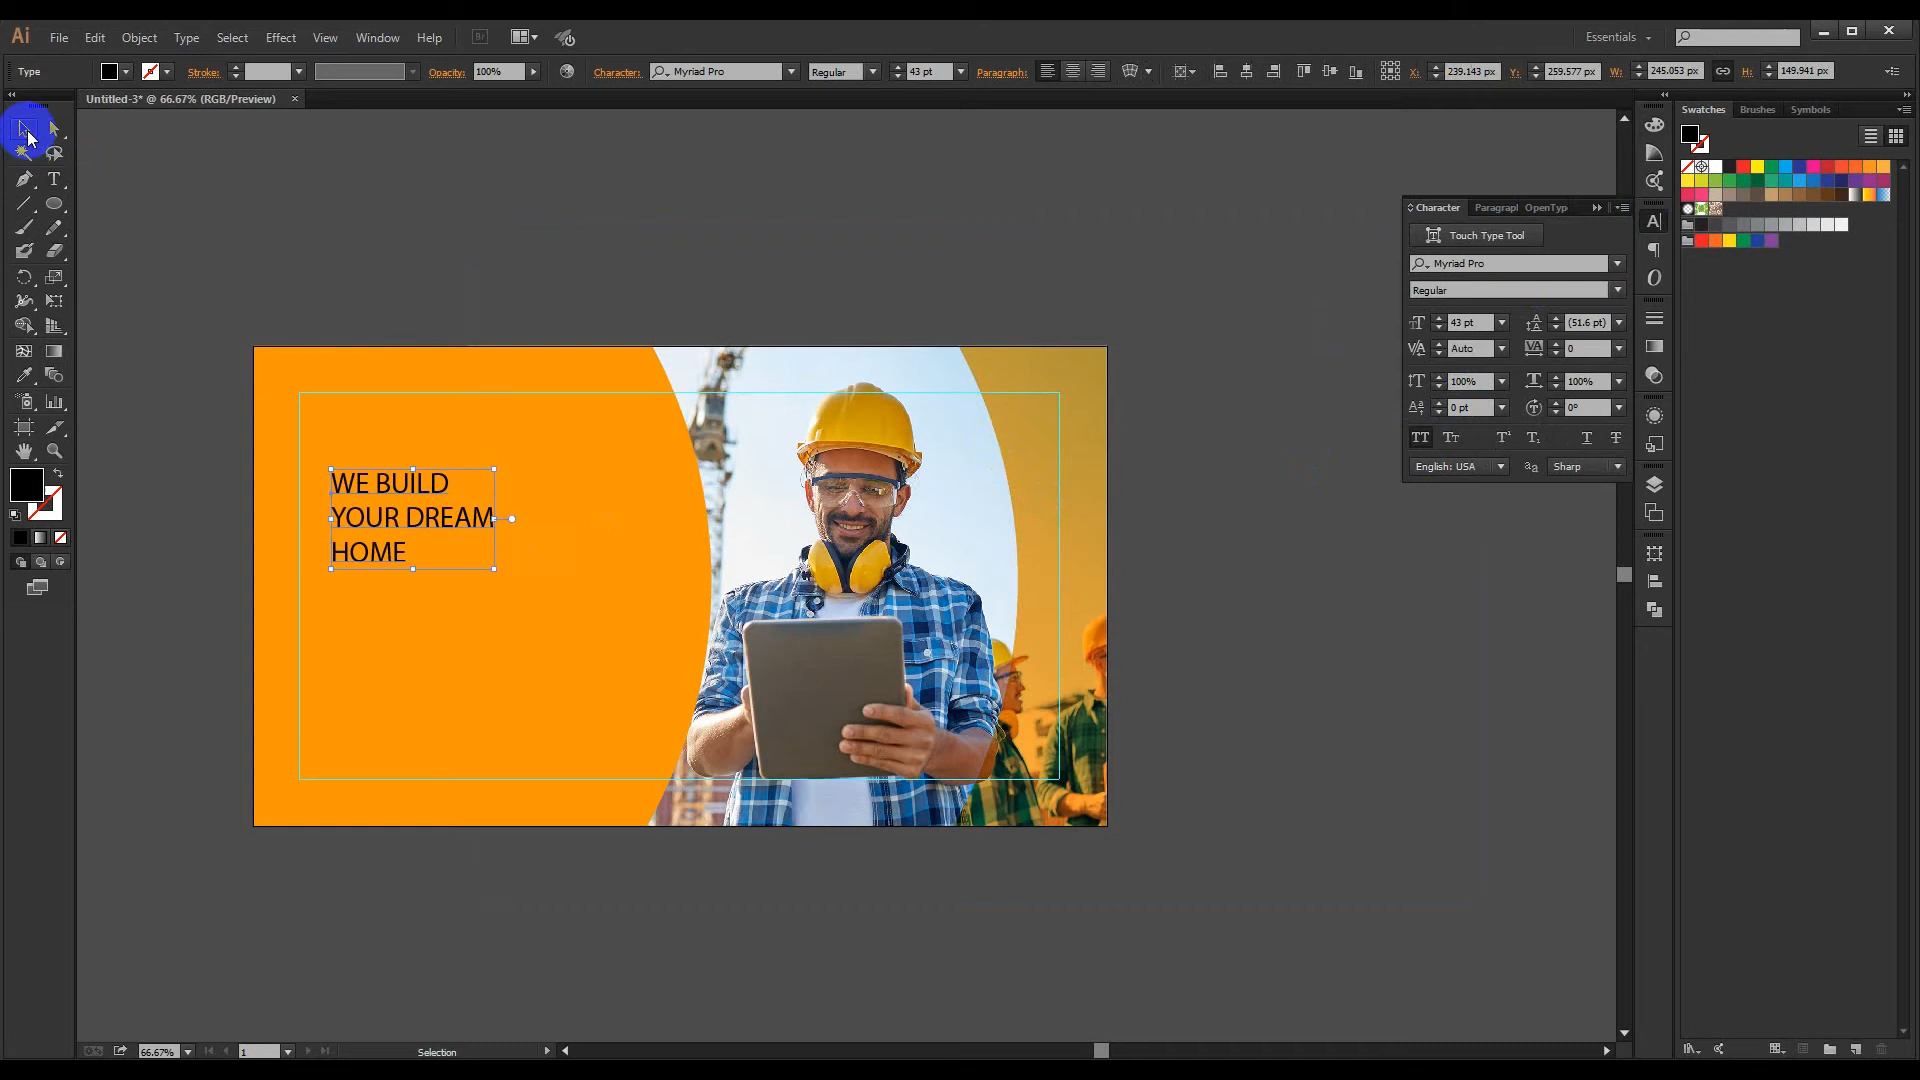 Ai File Edit Object Type Select Effect View Window Help Br Essentials
Type Stroke: Opacity: 100% Character: Myriad Pro Regular 43 pt Paragraph: X: 239.143 px Y: 259.577 px W: 245.053 px H: 149.941 px
Untitled-3* @ 66.67% (RGB/Preview)
Swatches Brushes Symbols
Character Paragraph OpenTyp
Touch Type Tool
Myriad Pro
Regular
43 pt (51.6 pt)
Auto 0
100% 100%
0 pt 0°
English: USA Sharp
WE BUILD
YOUR DREAM
HOME
66.67% 1 Selection